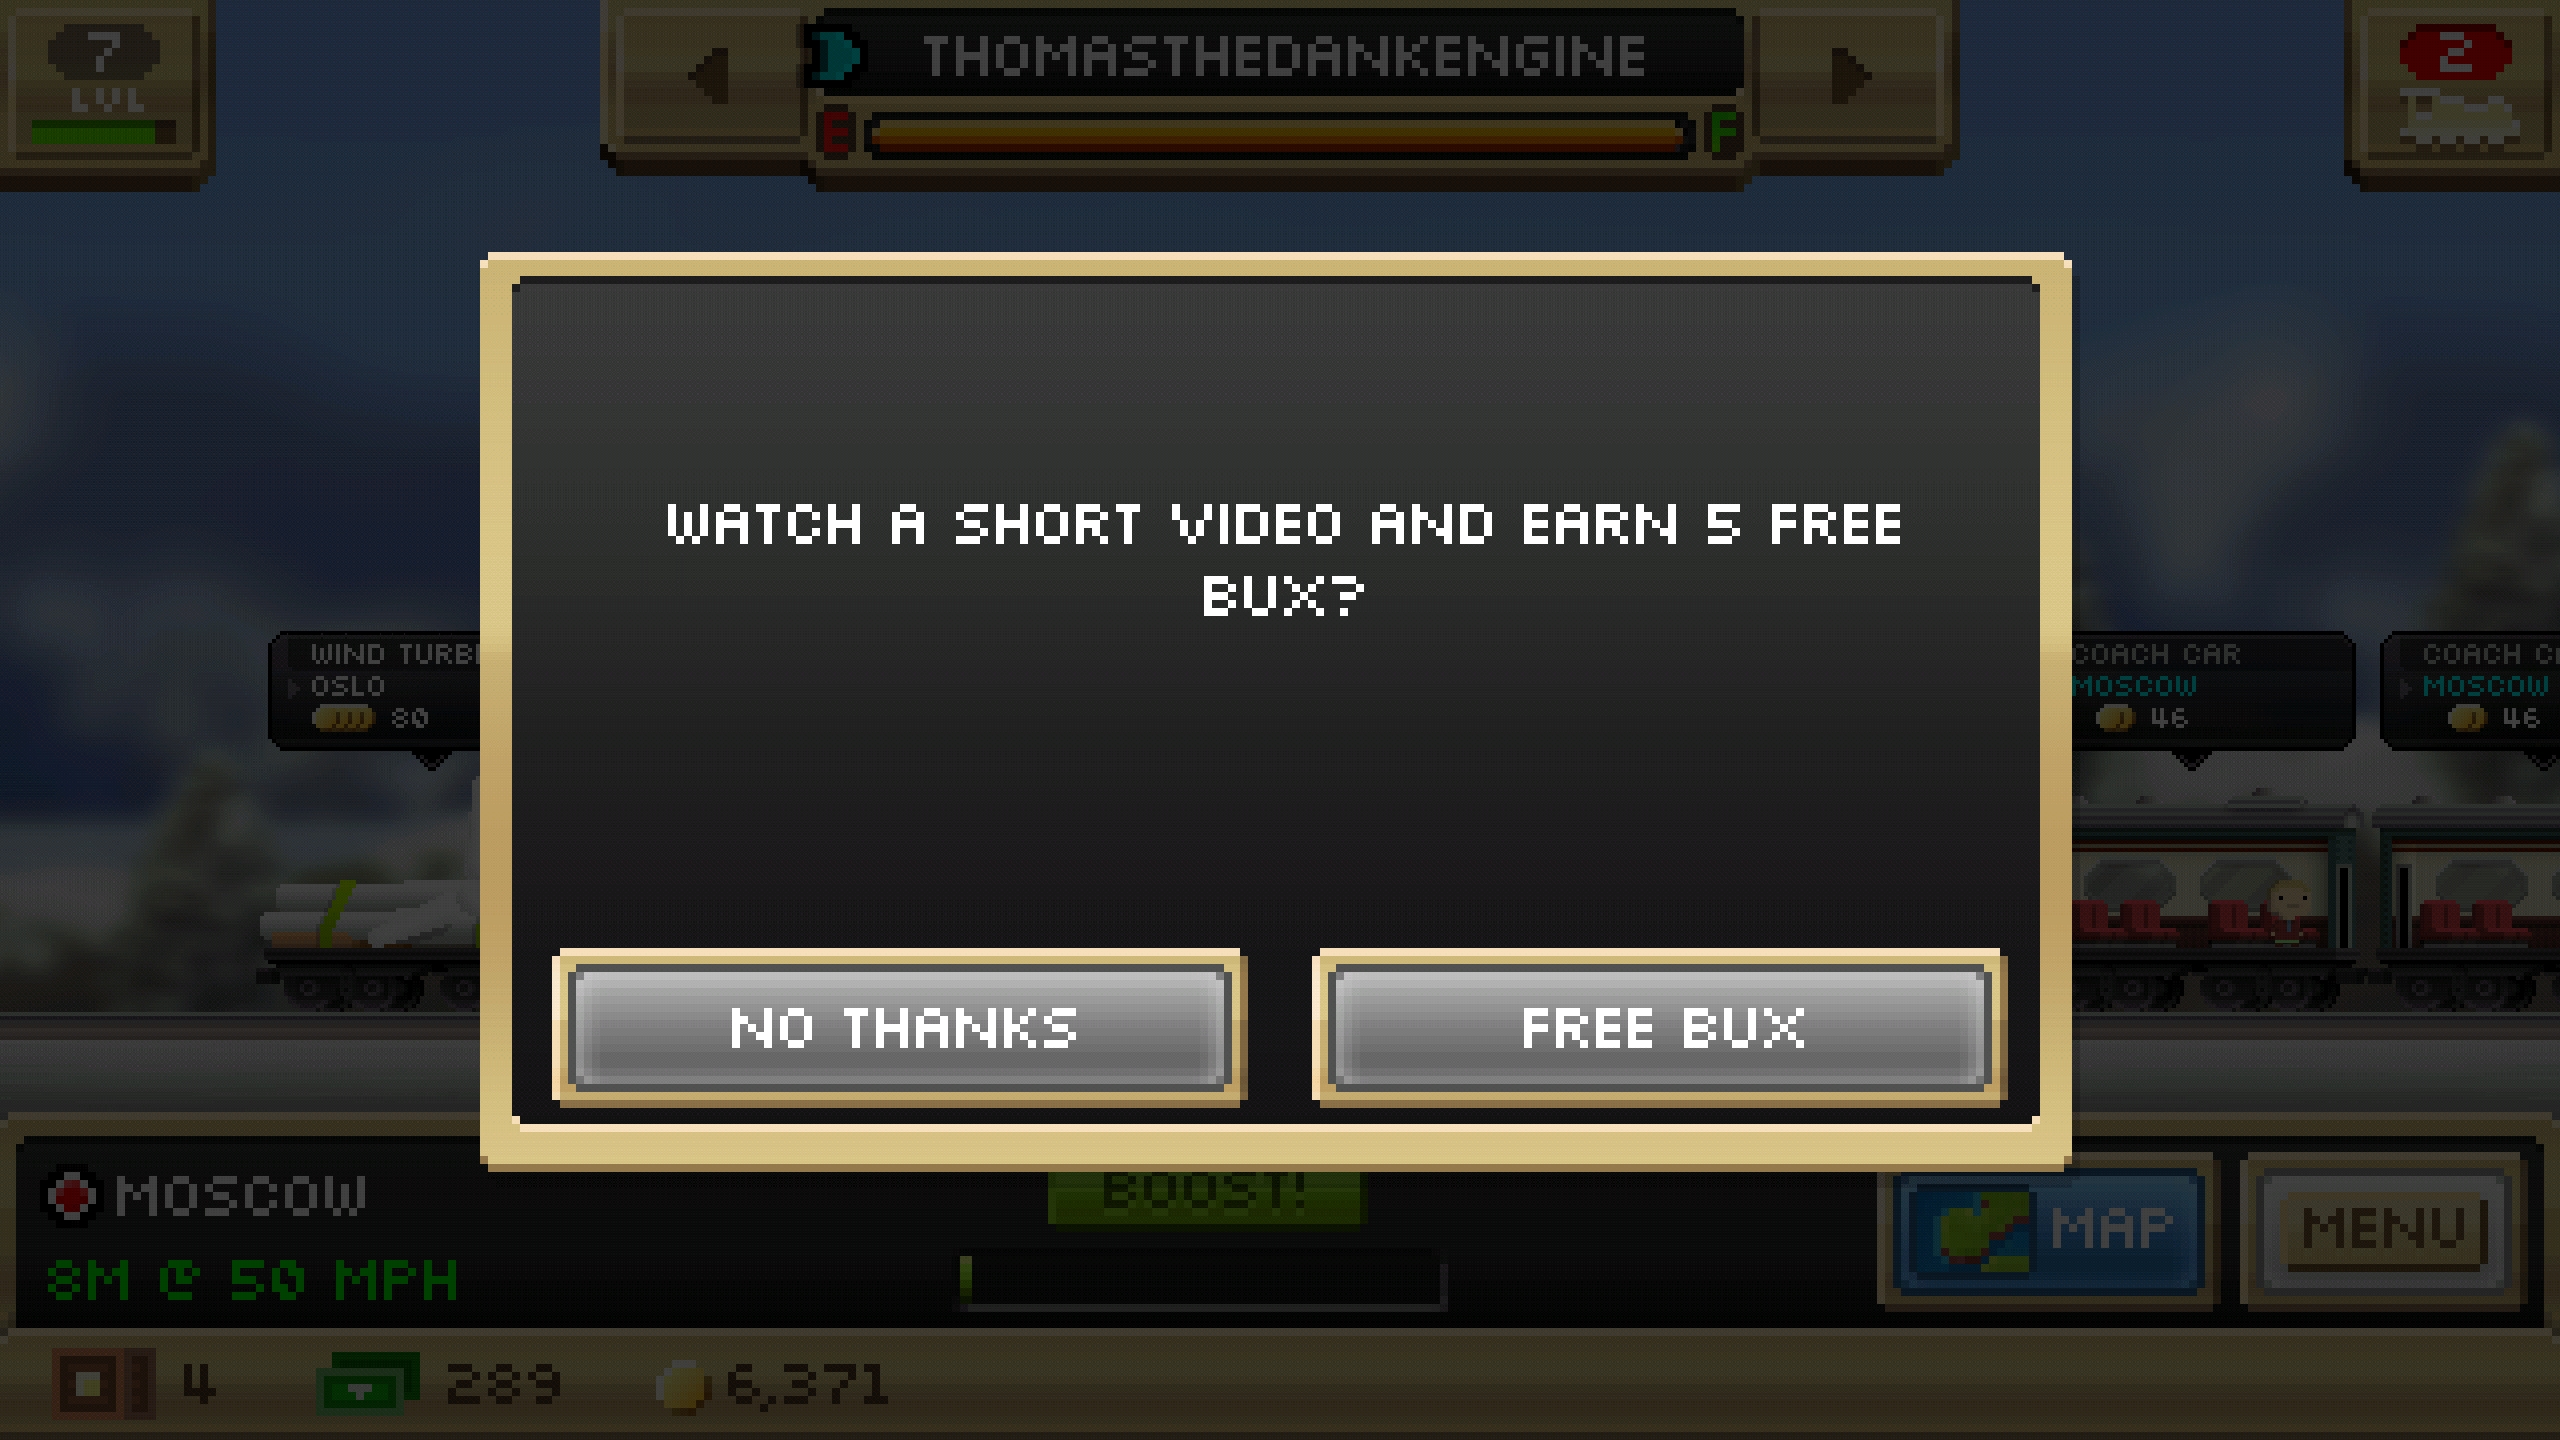 7
LVL
THOMASTHEDANKENGINE
E F
2
WATCH A SHORT VIDEO AND EARN 5 FREE
BUX?
WIND
OSLO
80
COACH CAR
MOSCOW
46
COACH
MOSCOW
46
NO THANKS
FREE BUX
MOSCOW
8M @ 50 MPH
BOOST!
MAP
MENU
4
289
6,371